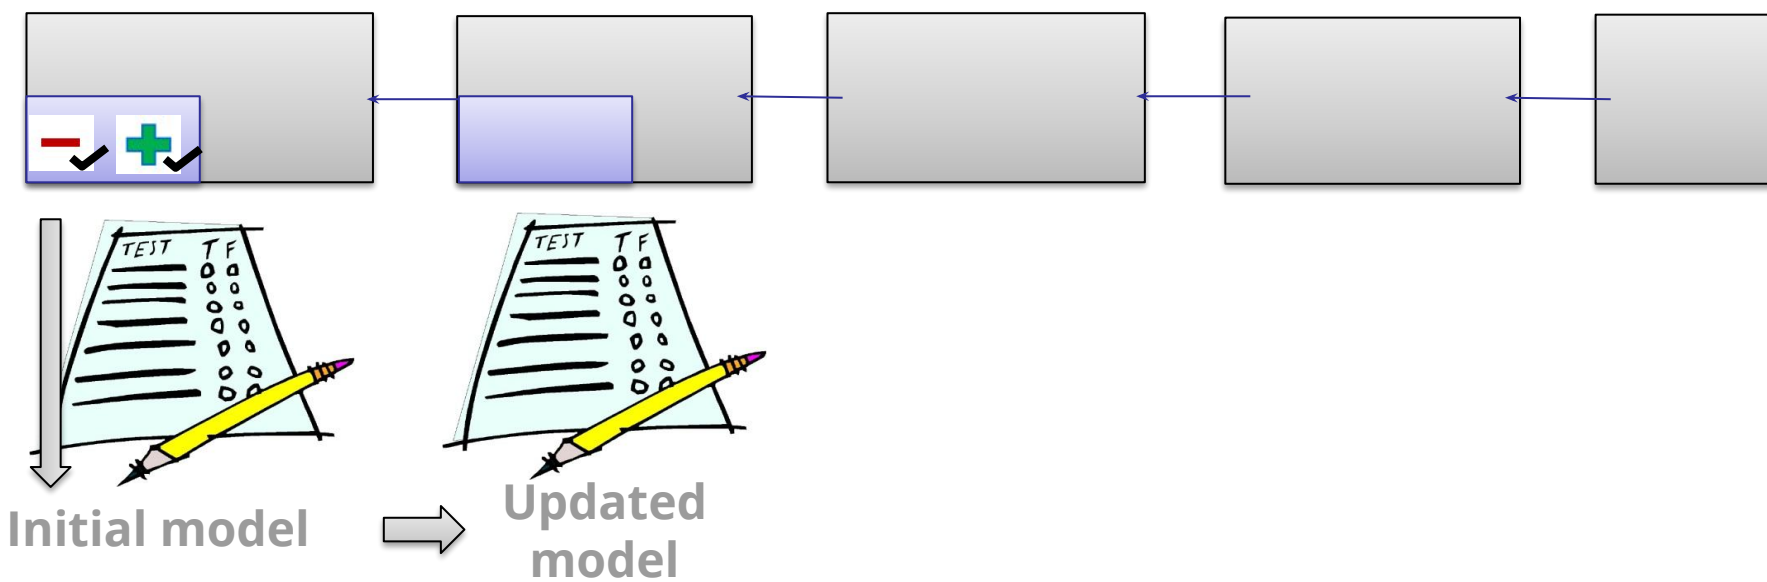 TEST T F
TEST T F
Initial model
Updated
model